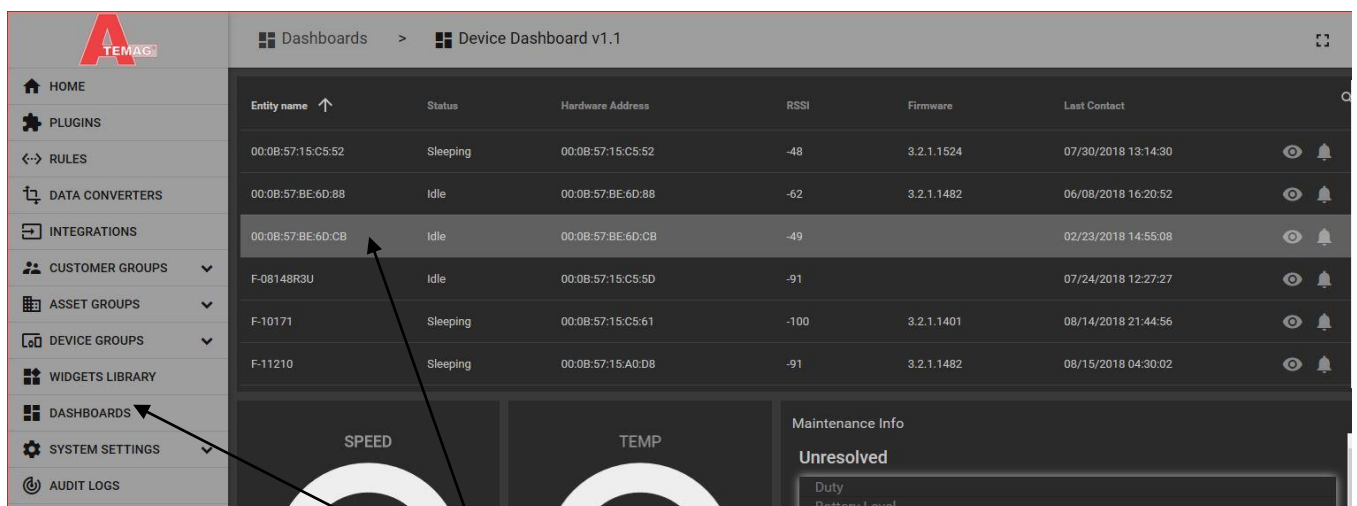 A TEMAG
Dashboards > Device Dashboard v1.1
HOME
PLUGINS
RULES
DATA CONVERTERS
INTEGRATIONS
CUSTOMER GROUPS
ASSET GROUPS
DEVICE GROUPS
WIDGETS LIBRARY
DASHBOARDS
SYSTEM SETTINGS
AUDIT LOGS
Entity name Status Hardware Address RSSI Firmware Last Contact
00:0B:57:15:C5:52 Sleeping 00:0B:57:15:C5:52 -48 3.2.1.1524 07/30/2018 13:14:30
00:0B:57:BE:6D:88 Idle 00:0B:57:BE:6D:88 -62 3.2.1.1482 06/08/2018 16:20:52
00:0B:57:BE:6D:CB Idle 00:0B:57:BE:6D:CB -49 02/23/2018 14:55:08
F-08148R3U Idle 00:0B:57:15:C5:5D -91 07/24/2018 12:27:27
F-10171 Sleeping 00:0B:57:15:C5:61 -100 3.2.1.1401 08/14/2018 21:44:56
F-11210 Sleeping 00:0B:57:15:A0:D8 -91 3.2.1.1482 08/15/2018 04:30:02
SPEED
TEMP
Maintenance Info
Unresolved
Duty
Battery Level